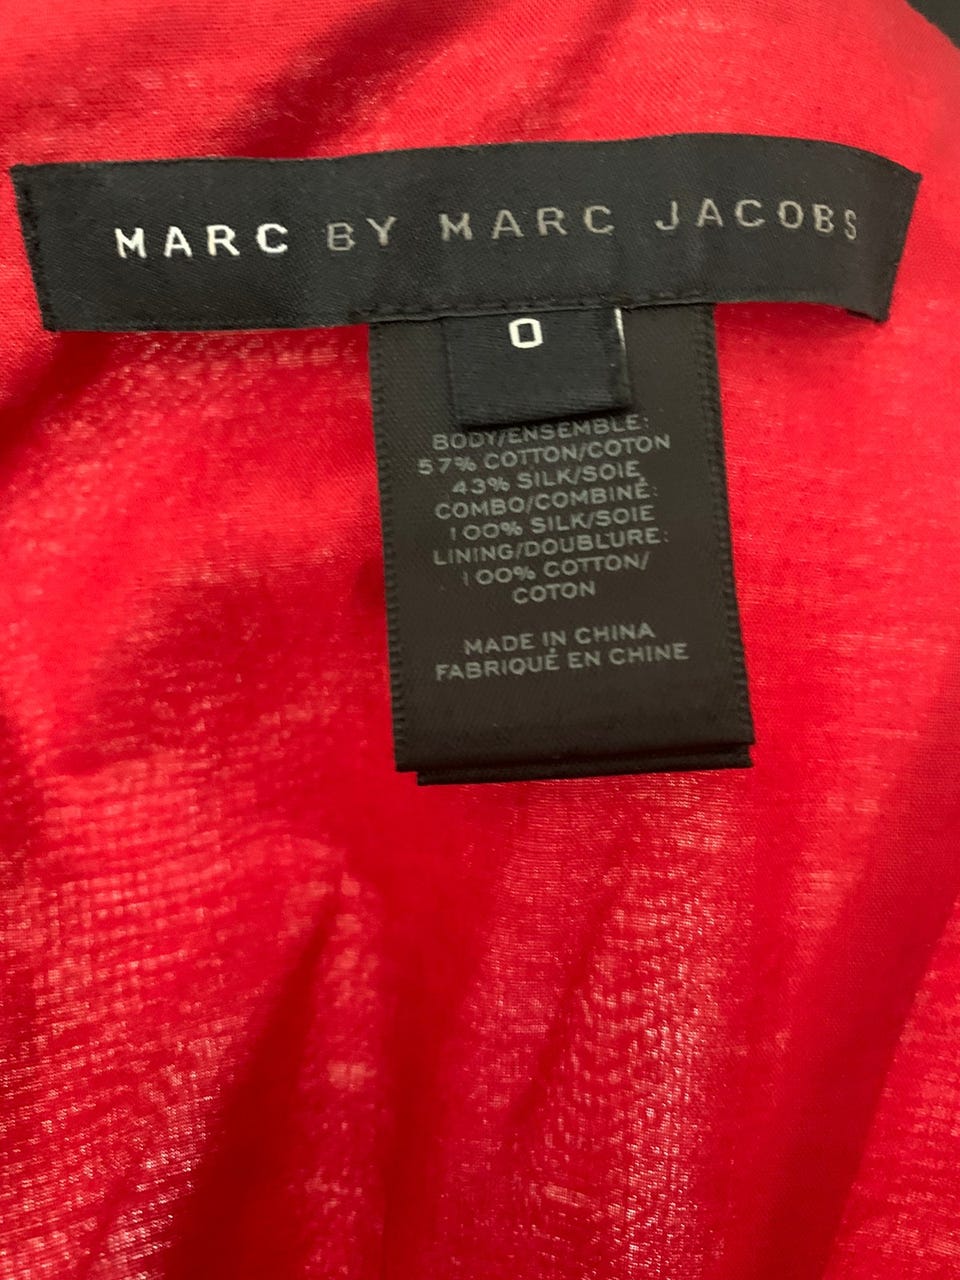 MARC BY MARC JACOBS
0
BODY/ENSEMBLE:
57% COTTON/COTON
43% SILK/SOIE
COMBO/COMBINÉ:
100% SILK/SOIE
LINING/DOUBLURE:
100% COTTON/
COTON
MADE IN CHINA
FABRIQUÉ EN CHINE